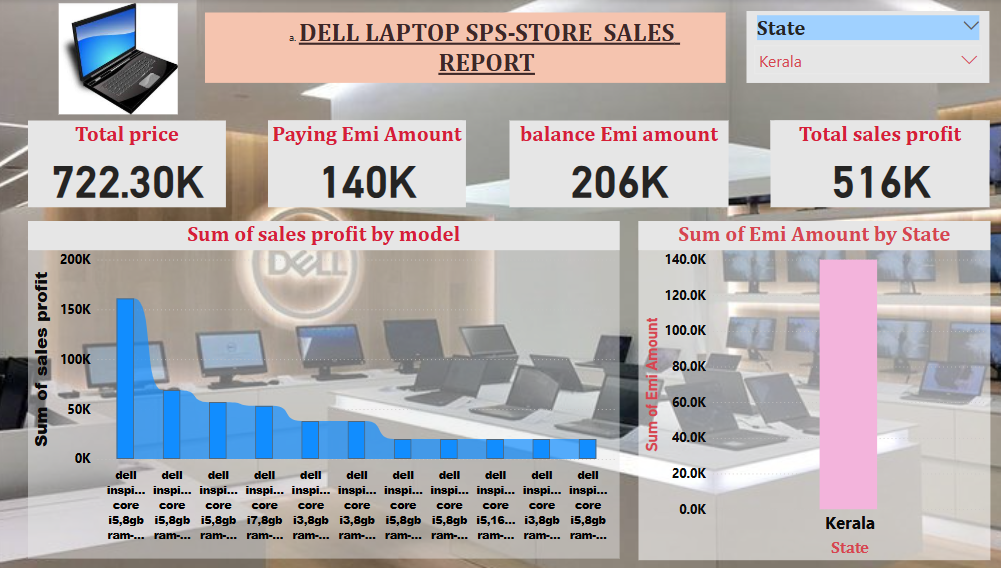 a. DELL LAPTOP SPS-STORE SALES
REPORT
State
Kerala
Total price
722.30K
Paying Emi Amount
140K
balance Emi amount
206K
Total sales profit
516K
Sum of sales profit by model
Sum of sales profit
200K
150K
100K
50K
0K
dell
inspi...
core
i5,8gb
ram-...
dell
inspi...
core
i5,8gb
ram-...
dell
inspi...
core
i5,8gb
ram-...
dell
inspi...
core
i7,8gb
ram-...
dell
inspi...
core
i3,8gb
ram-...
dell
inspi...
core
i3,8gb
ram-...
dell
inspi...
core
i5,8gb
ram-...
dell
inspi...
core
i5,8gb
ram-...
dell
inspi...
core
i5,16...
ram-...
dell
inspi...
core
i3,8gb
ram-...
dell
inspi...
core
i5,8gb
ram-...
DELL
Sum of Emi Amount by State
Sum of Emi Amount
140.0K
120.0K
100.0K
80.0K
60.0K
40.0K
20.0K
0.0K
Kerala
State